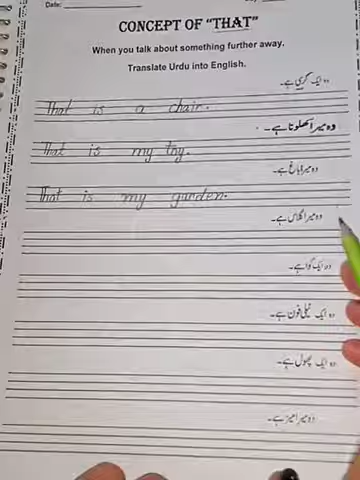 Date:
CONCEPT OF "THAT"
When you talk about something further away.
Translate Urdu into English.
وہ ایک کرسی ہے۔
That is a chair.
وہ میرا کھلونا ہے۔
That is my toy.
وہ میرا باغ ہے۔
That is my garden.
وہ میرا گلاس ہے۔
وہ ایک کوا ہے۔
وہ ایک ٹیلی فون ہے۔
وہ ایک پھول ہے۔
وہ میرا میز ہے۔